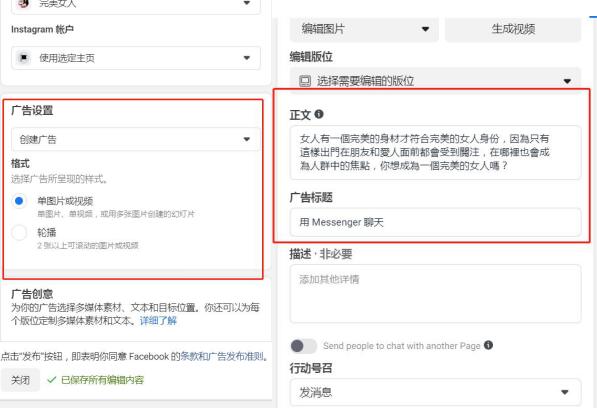 完美女人
Instagram 帐户
使用选定主页
广告设置
创建广告
格式
选择广告所呈现的样式。
单图片或视频
单图片、单视频，或用多张图片创建的幻灯片
轮播
2 张以上可滚动的图片或视频
广告创意
为你的广告选择多媒体素材、文本和目标位置。你还可以为每
个版位定制多媒体素材和文本。详细了解
点击“发布”按钮，即表明你同意 Facebook 的条款和广告发布准则。
关闭
已保存所有编辑内容
编辑图片
生成视频
编辑版位
选择需要编辑的版位
正文
女人有一個完美的身材才符合完美的女人身份，因為只有
這樣出門在朋友和愛人面前都會受到關注，在哪裡也會成
為人群中的焦點，你想成為一個完美的女人嗎？
广告标题
用 Messenger 聊天
描述 · 非必要
添加其他详情
Send people to chat with another Page
行动号召
发消息